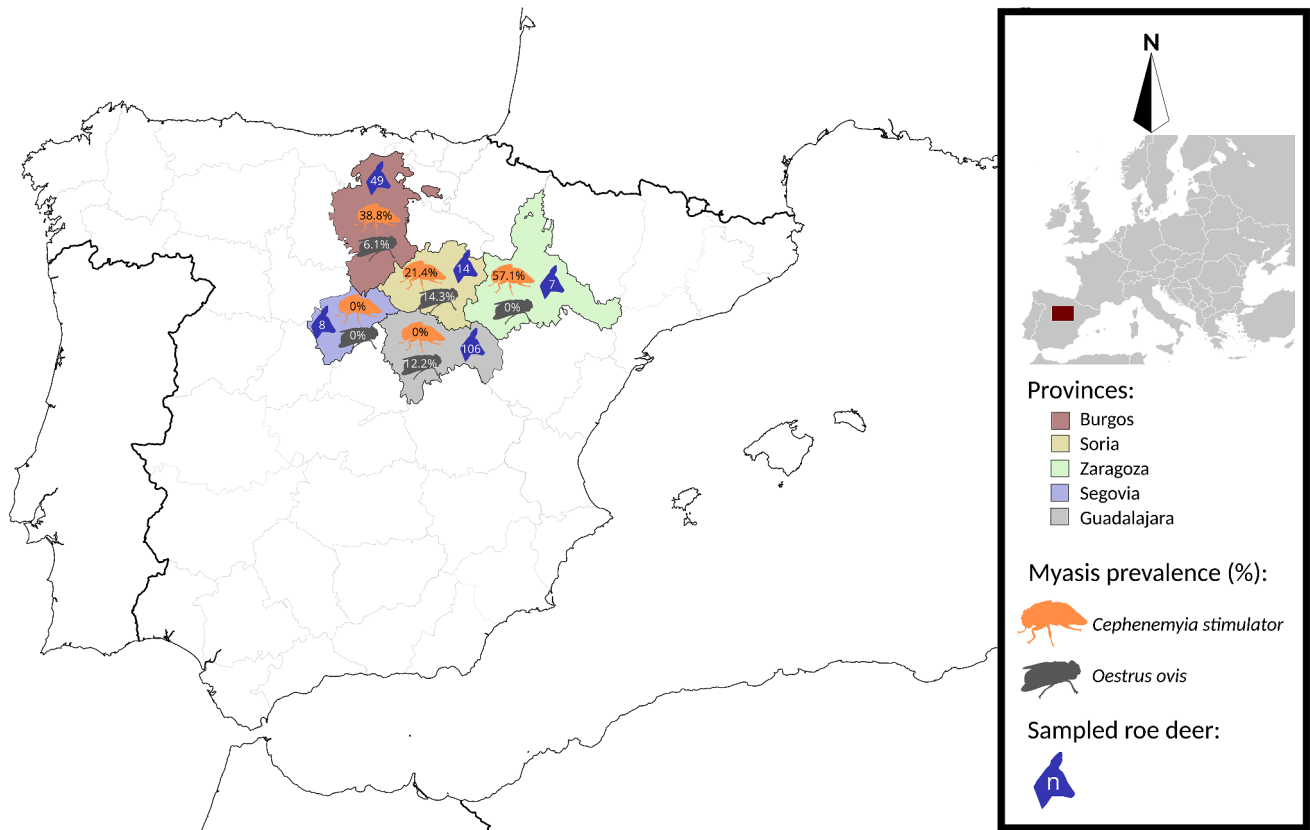 49
38.8%
6.1%
21.4%
14
14.3%
57.1%
7
0%
0%
8
0%
0%
106
12.2%
N
Provinces:
Burgos
Soria
Zaragoza
Segovia
Guadalajara
Myasis prevalence (%):
Cephenemyia stimulator
Oestrus ovis
Sampled roe deer:
n